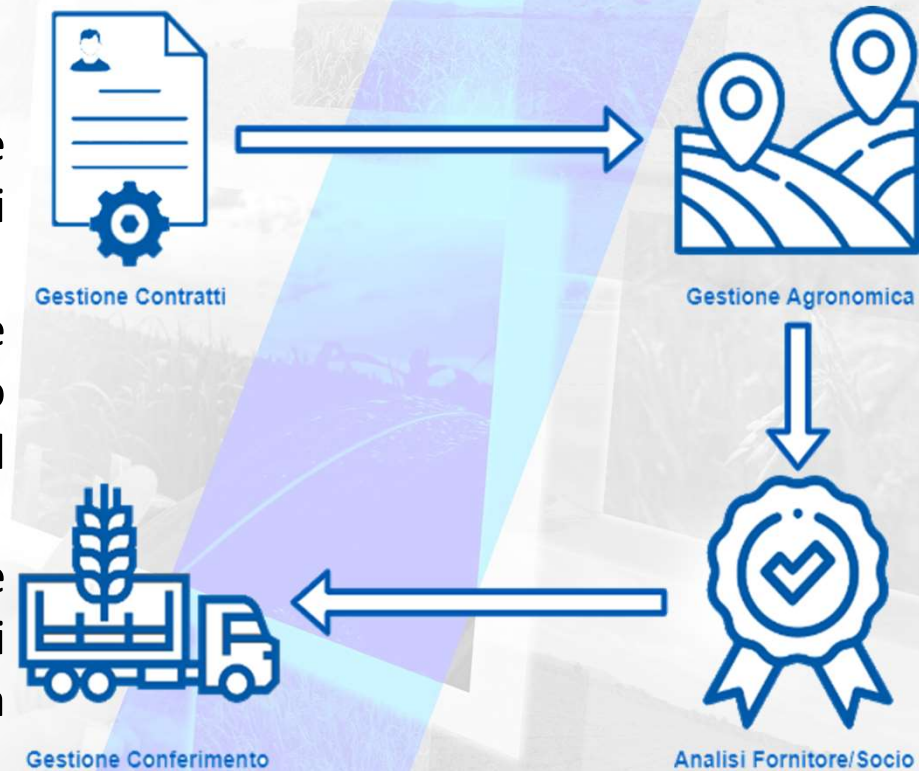 Gestione Contratti
Gestione Agronomica
Gestione Conferimento
Analisi Fornitore/Socio